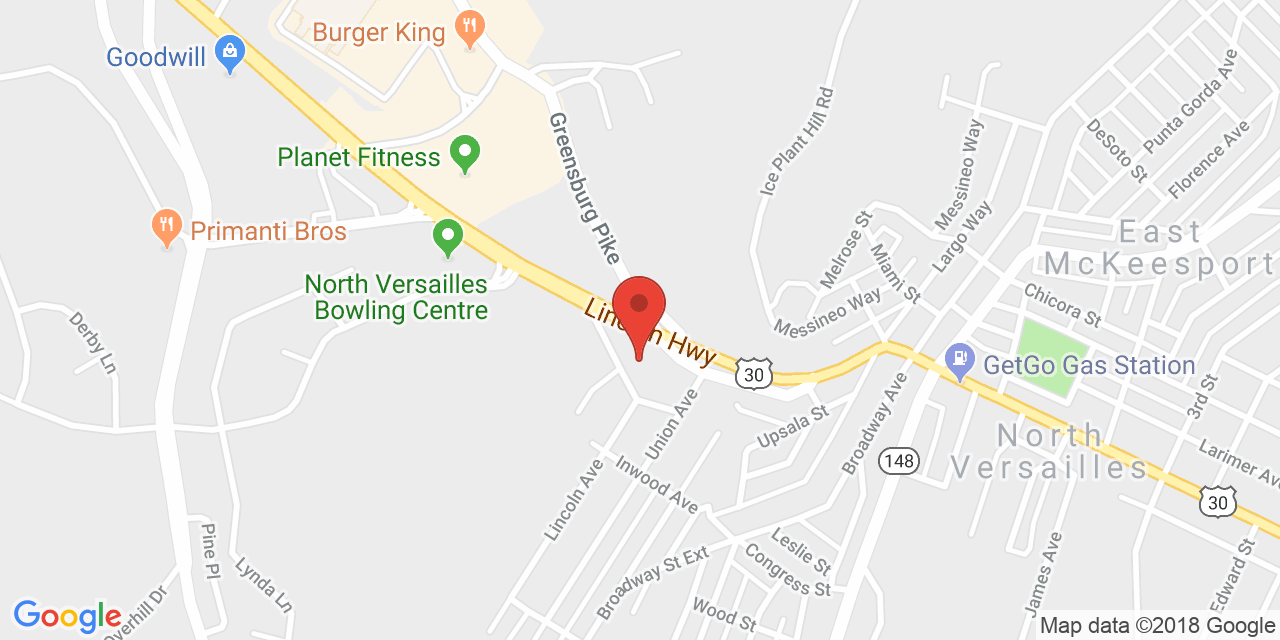 Burger King
Goodwill
Greensburg Pike
Planet Fitness
Primanti Bros
North Versailles
Bowling Centre
Lincoln Hwy
30
Ice Plant Hill Rd
Punta Gorda Ave
DeSoto St
Florence Ave
Messineo Way
Largo Way
Melrose St
Miami St
Messineo Way
EAST
MCKEESPORT
Chicora St
GetGo Gas Station
3rd St
Larimer Ave
NORTH
VERSAILLES
30
148
Broadway Ave
Upsala St
Union Ave
Inwood Ave
Lincoln Ave
Derby Ln
Pine Pl
Lynda Ln
Overhill Dr
Broadway St Ext
Leslie St
Congress St
Wood St
James Ave
Edward St
Google
Map data ©2018 Google